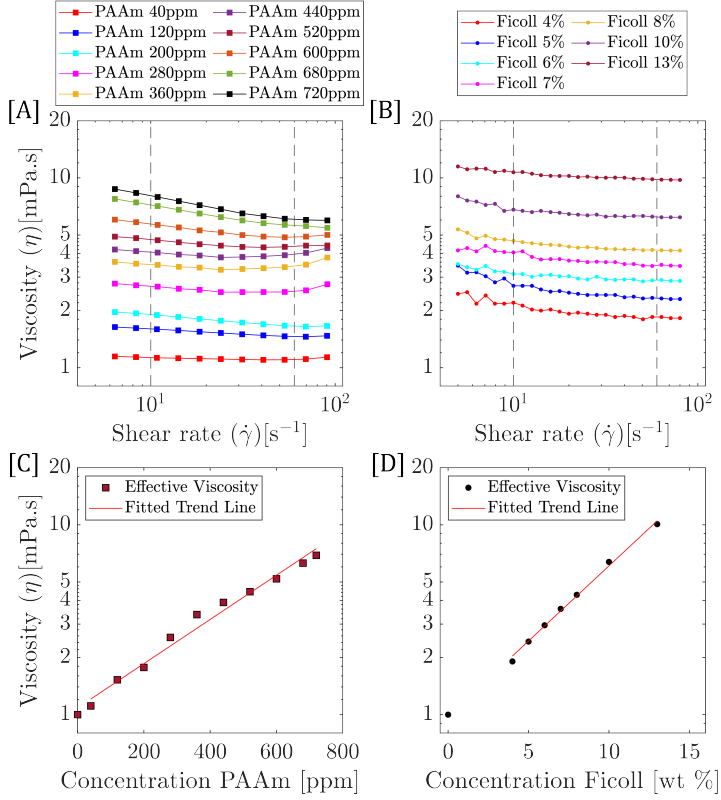 PAAm 40ppm
PAAm 120ppm
PAAm 200ppm
PAAm 280ppm
PAAm 360ppm
PAAm 440ppm
PAAm 520ppm
PAAm 600ppm
PAAm 680ppm
PAAm 720ppm
Ficoll 4%
Ficoll 5%
Ficoll 6%
Ficoll 7%
Ficoll 8%
Ficoll 10%
Ficoll 13%
[A]
20
10
5
4
3
2
1
Viscosity (η)[mPa.s]
10¹
10²
Shear rate (γ̇)[s⁻¹]
[B]
20
10
5
4
3
2
1
10¹
10²
Shear rate (γ̇)[s⁻¹]
[C]
Effective Viscosity
Fitted Trend Line
20
10
5
4
3
2
1
Viscosity (η)[mPa.s]
0
200
400
600
800
Concentration PAAm [ppm]
[D]
Effective Viscosity
Fitted Trend Line
20
10
5
4
3
2
1
0
5
10
15
Concentration Ficoll [wt %]